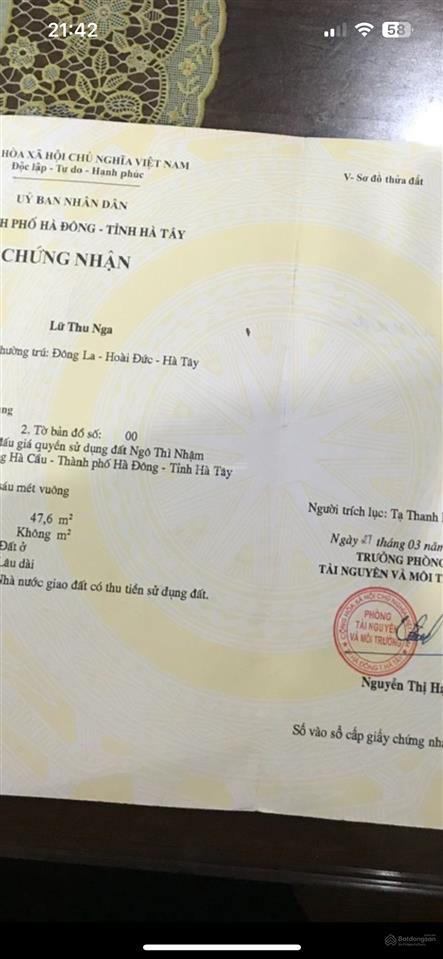 21:42
58
HÒA XÃ HỘI CHỦ NGHĨA VIỆT NAM
Độc lập - Tự do - Hạnh phúc
UỶ BAN NHÂN DÂN
H PHỐ HÀ ĐÔNG - TỈNH HÀ TÂY
CHỨNG NHẬN
Lữ Thu Nga
hường trú: Đông La - Hoài Đức - Hà Tây
ng
2. Tờ bản đồ số: 00
đấu giá quyền sử dụng đất Ngô Thì Nhậm
g Hà Cầu - Thành phố Hà Đông - Tỉnh Hà Tây
sáu mét vuông
47,6 m²
Không m²
Đất ở
Lâu dài
Nhà nước giao đất có thu tiền sử dụng đất.
V- Sơ đồ thửa đất
Người trích lục: Tạ Thanh
Ngày 27 tháng 03 năm
TRƯỞNG PHÒNG
TÀI NGUYÊN VÀ MÔI T
PHÒNG
TÀI NGUYÊN
VÀ MÔI TRƯỜNG
Nguyễn Thị H
Số vào sổ cấp giấy chứng nh
Batdongsan